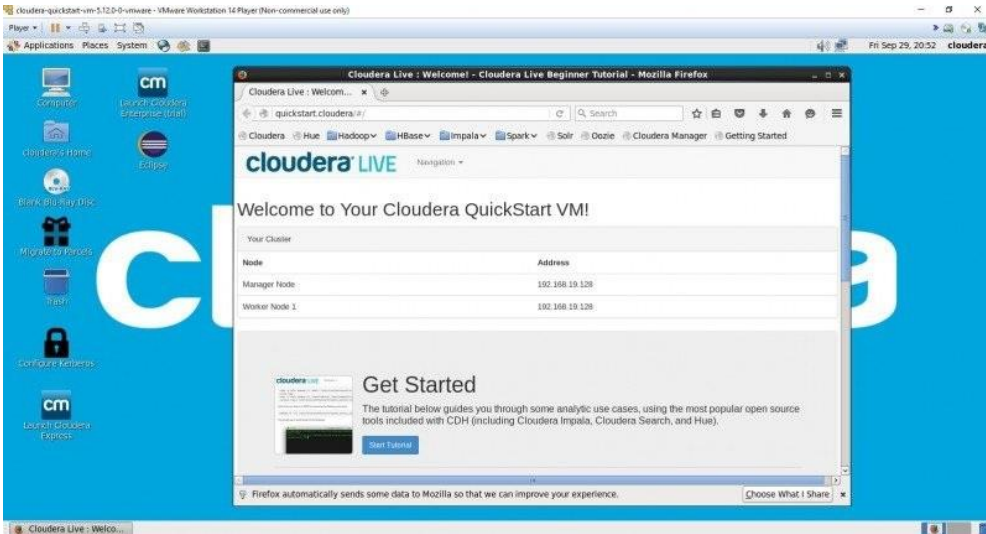 cloudera-quickstart-vm-5.12.0-0-vmware - VMware Workstation 14 Player (Non-commercial use only)
Player
Applications Places System
Fri Sep 29, 20:52 cloudera
Computer
cm
Launch Cloudera
Enterprise (trial)
cloudera's Home
Eclipse
Blank Blu-Ray Disc
Migrate to Parcels
Trash
Configure Kerberos
cm
Launch Cloudera
Express
Cloudera Live : Welcome! - Cloudera Live Beginner Tutorial - Mozilla Firefox
Cloudera Live : Welcom...
quickstart.cloudera/#/
Search
Cloudera Hue Hadoop HBase Impala Spark Solr Oozie Cloudera Manager Getting Started
cloudera LIVE Navigation
Welcome to Your Cloudera QuickStart VM!
Your Cluster
Node Address
Manager Node 192.168.19.128
Worker Node 1 192.168.19.128
cloudera LIVE
Get Started
The tutorial below guides you through some analytic use cases, using the most popular open source
tools included with CDH (including Cloudera Impala, Cloudera Search, and Hue).
Start Tutorial
Firefox automatically sends some data to Mozilla so that we can improve your experience.
Choose What I Share
Cloudera Live : Welco...